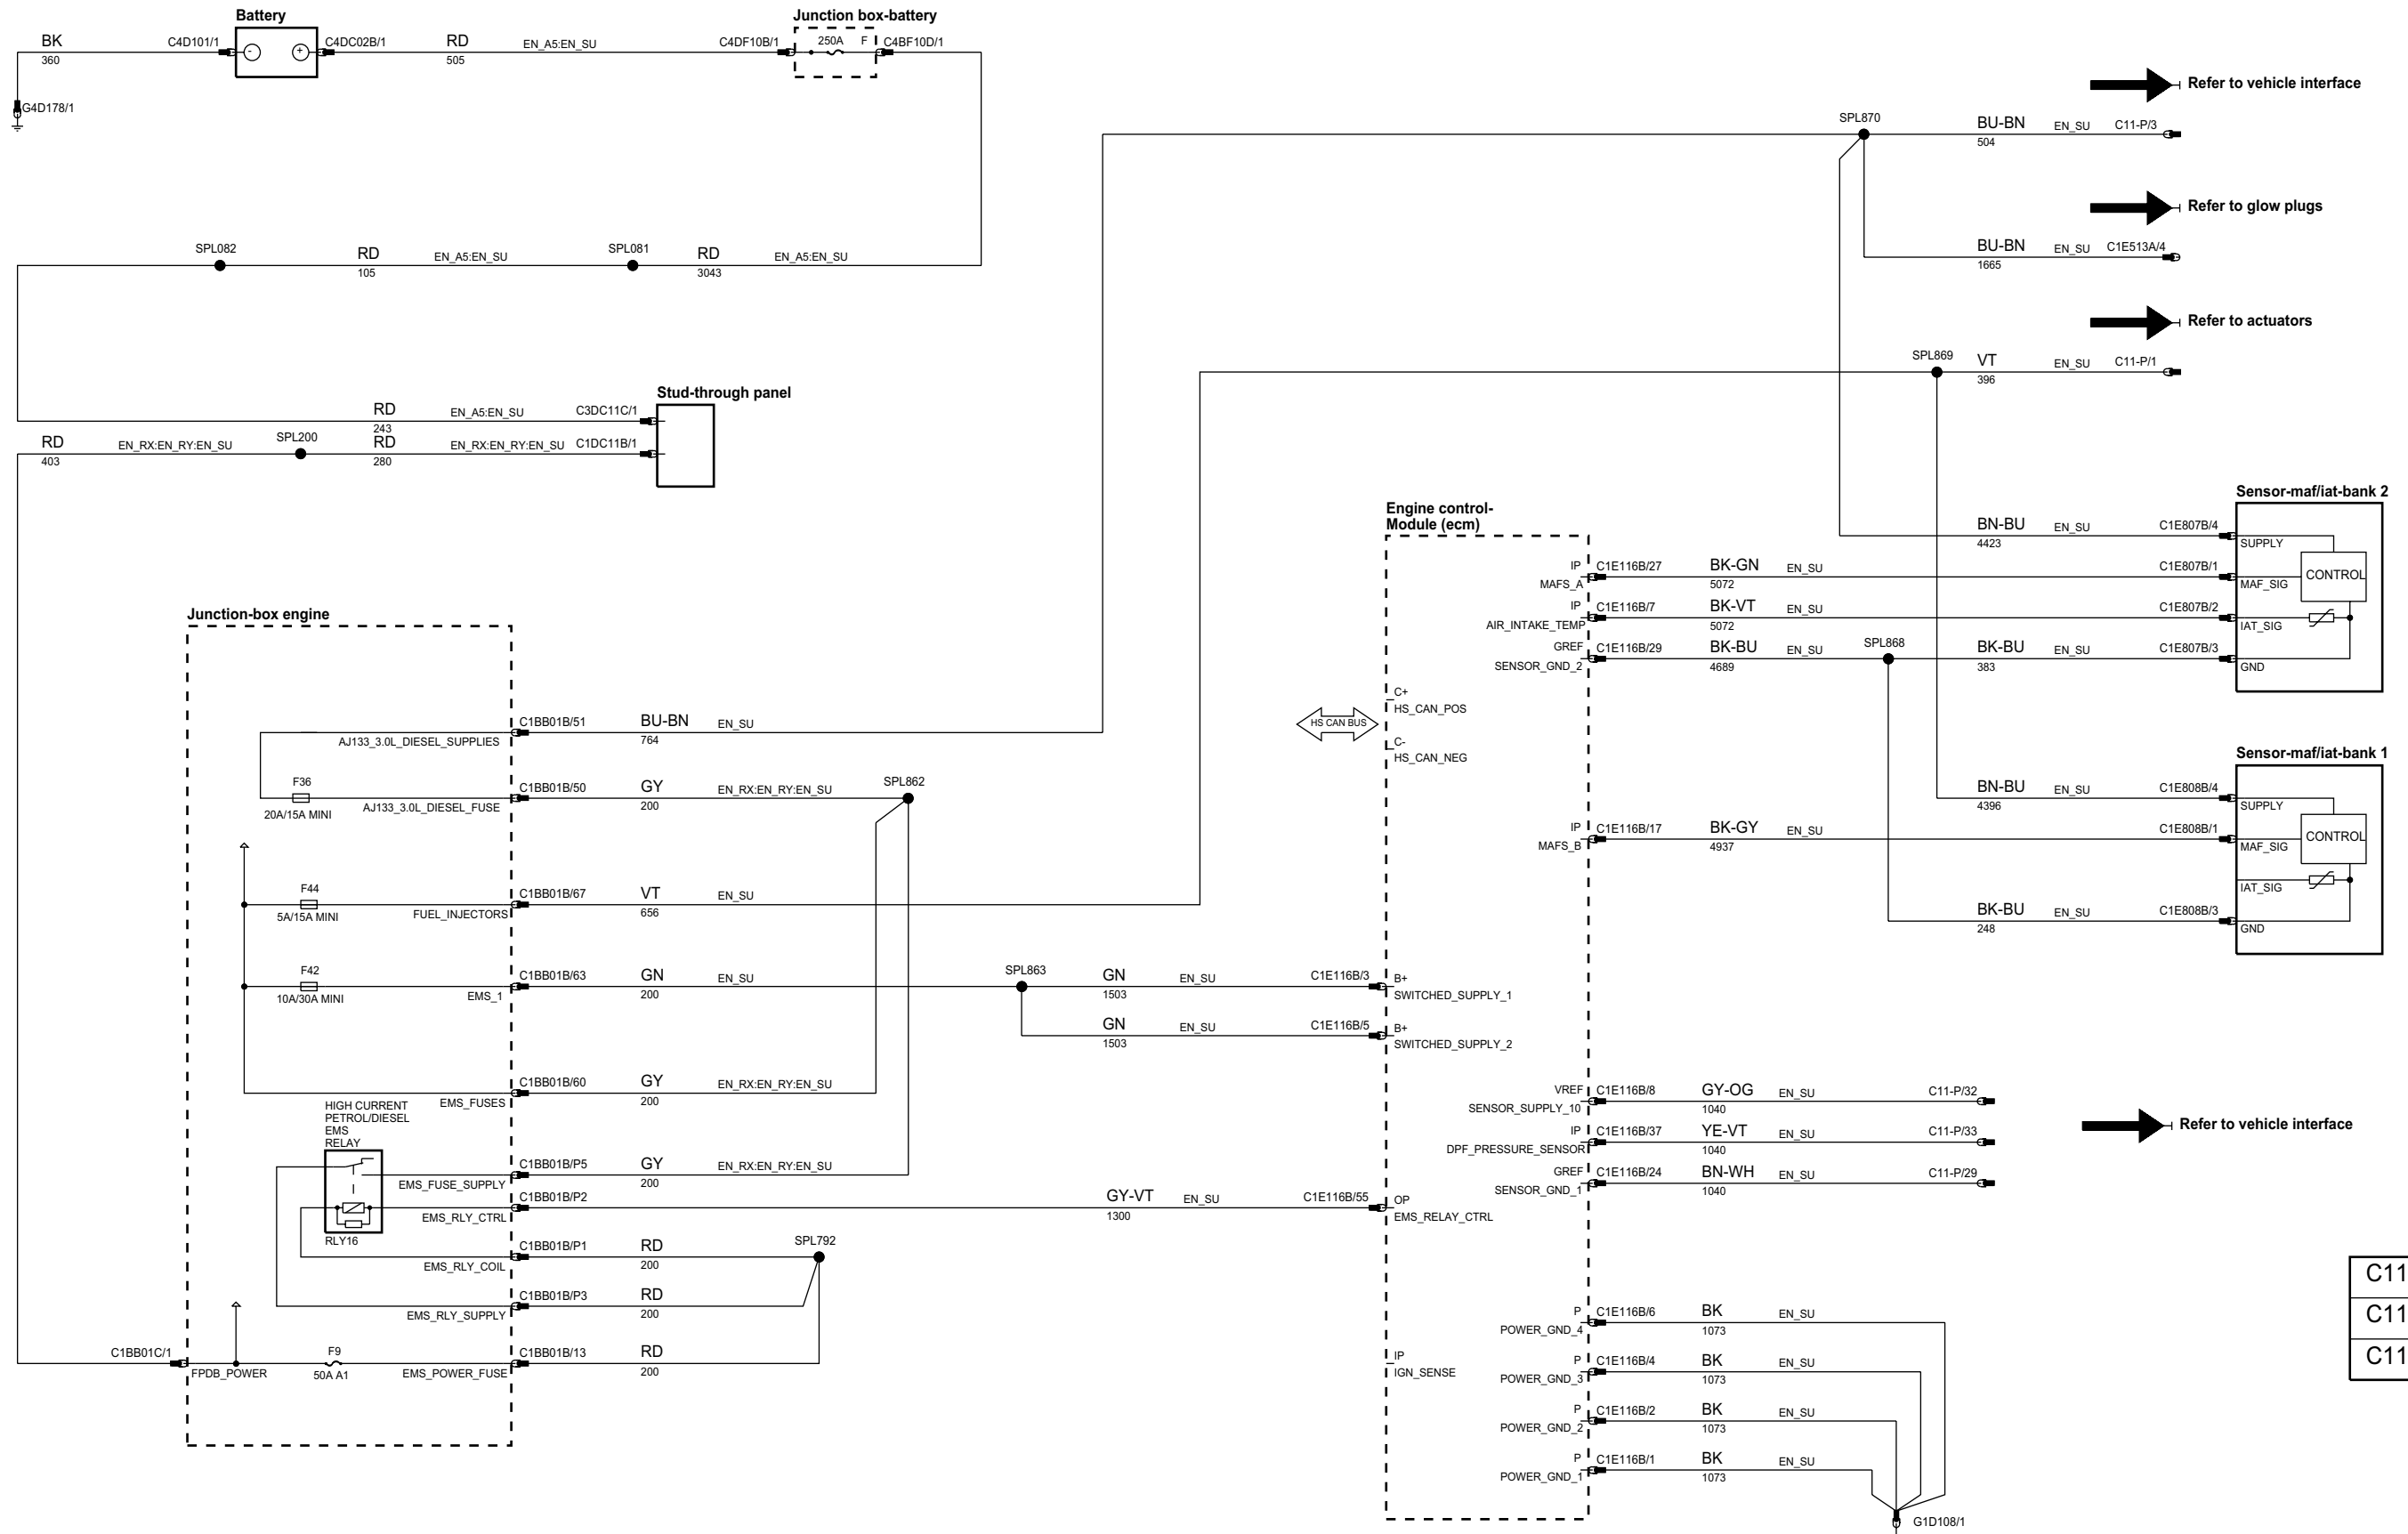 Battery
Junction box-battery
BK
360
C4D101/1
-
+
C4DC02B/1
RD
505
EN_A5:EN_SU
C4DF10B/1
250A
F
C4BF10D/1
G4D178/1
Refer to vehicle interface
SPL870
BU-BN
504
EN_SU
C11-P/3
Refer to glow plugs
BU-BN
1665
EN_SU
C1E513A/4
SPL082
RD
105
EN_A5:EN_SU
SPL081
RD
3043
EN_A5:EN_SU
Refer to actuators
SPL869
VT
396
EN_SU
C11-P/1
Stud-through panel
RD
243
EN_A5:EN_SU
C3DC11C/1
RD
403
EN_RX:EN_RY:EN_SU
SPL200
RD
280
EN_RX:EN_RY:EN_SU
C1DC11B/1
Engine control-
Module (ecm)
Sensor-maf/iat-bank 2
BN-BU
4423
EN_SU
C1E807B/4
SUPPLY
IP
MAFS_A
C1E116B/27
BK-GN
5072
EN_SU
C1E807B/1
MAF_SIG
CONTROL
IP
AIR_INTAKE_TEMP
C1E116B/7
BK-VT
5072
EN_SU
C1E807B/2
IAT_SIG
GREF
SENSOR_GND_2
C1E116B/29
BK-BU
4689
EN_SU
SPL868
BK-BU
383
EN_SU
C1E807B/3
GND
Junction-box engine
C+
HS_CAN_POS
HS CAN BUS
C-
HS_CAN_NEG
AJ133_3.0L_DIESEL_SUPPLIES
C1BB01B/51
BU-BN
764
EN_SU
Sensor-maf/iat-bank 1
F36
20A/15A MINI
AJ133_3.0L_DIESEL_FUSE
C1BB01B/50
GY
200
EN_RX:EN_RY:EN_SU
SPL862
BN-BU
4396
EN_SU
C1E808B/4
SUPPLY
IP
MAFS_B
C1E116B/17
BK-GY
4937
EN_SU
C1E808B/1
MAF_SIG
CONTROL
IAT_SIG
F44
5A/15A MINI
FUEL_INJECTORS
C1BB01B/67
VT
656
EN_SU
BK-BU
248
EN_SU
C1E808B/3
GND
F42
10A/30A MINI
EMS_1
C1BB01B/63
GN
200
EN_SU
SPL863
GN
1503
EN_SU
C1E116B/3
B+
SWITCHED_SUPPLY_1
GN
1503
EN_SU
C1E116B/5
B+
SWITCHED_SUPPLY_2
EMS_FUSES
C1BB01B/60
GY
200
EN_RX:EN_RY:EN_SU
VREF
SENSOR_SUPPLY_10
C1E116B/8
GY-OG
1040
EN_SU
C11-P/32
HIGH CURRENT
PETROL/DIESEL
EMS
RELAY
RLY16
IP
DPF_PRESSURE_SENSOR
C1E116B/37
YE-VT
1040
EN_SU
C11-P/33
Refer to vehicle interface
EMS_FUSE_SUPPLY
C1BB01B/P5
GY
200
EN_RX:EN_RY:EN_SU
GREF
SENSOR_GND_1
C1E116B/24
BN-WH
1040
EN_SU
C11-P/29
EMS_RLY_CTRL
C1BB01B/P2
GY-VT
1300
EN_SU
C1E116B/55
OP
EMS_RELAY_CTRL
EMS_RLY_COIL
C1BB01B/P1
RD
200
SPL792
EMS_RLY_SUPPLY
C1BB01B/P3
RD
200
C1BB01C/1
FPDB_POWER
F9
50A A1
EMS_POWER_FUSE
C1BB01B/13
RD
200
IP
IGN_SENSE
P
POWER_GND_4
C1E116B/6
BK
1073
EN_SU
P
POWER_GND_3
C1E116B/4
BK
1073
EN_SU
P
POWER_GND_2
C1E116B/2
BK
1073
EN_SU
P
POWER_GND_1
C1E116B/1
BK
1073
EN_SU
G1D108/1
C11
C11
C11